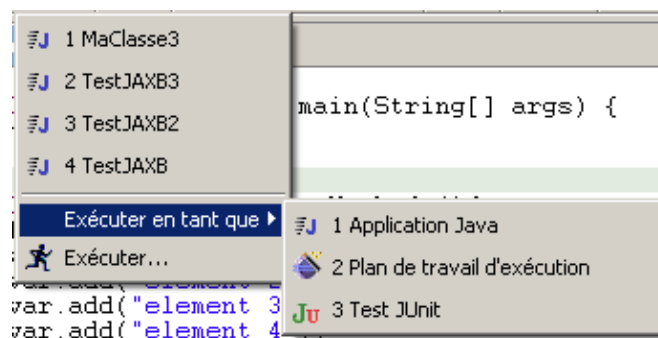 1 MaClasse3
2 TestJAXB3
main(String[] args) {
3 TestJAXB2
4 TestJAXB
Exécuter en tant que
1 Application Java
Exécuter...
2 Plan de travail d'exécution
var.add("element 3
3 Test JUnit
var.add("element 4